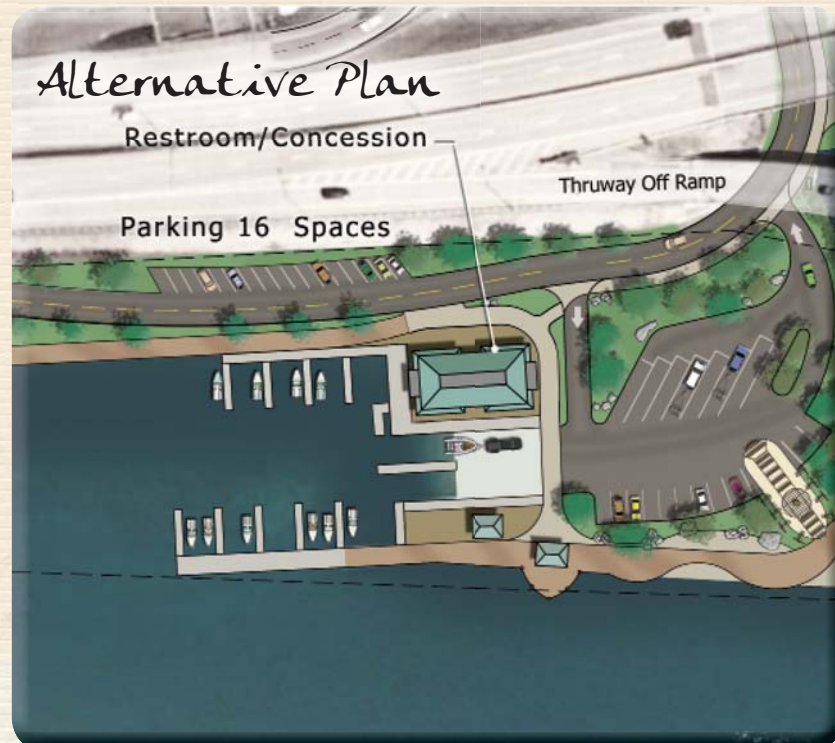 Alternative Plan
Restroom/Concession
Thruway Off Ramp
Parking 16 Spaces